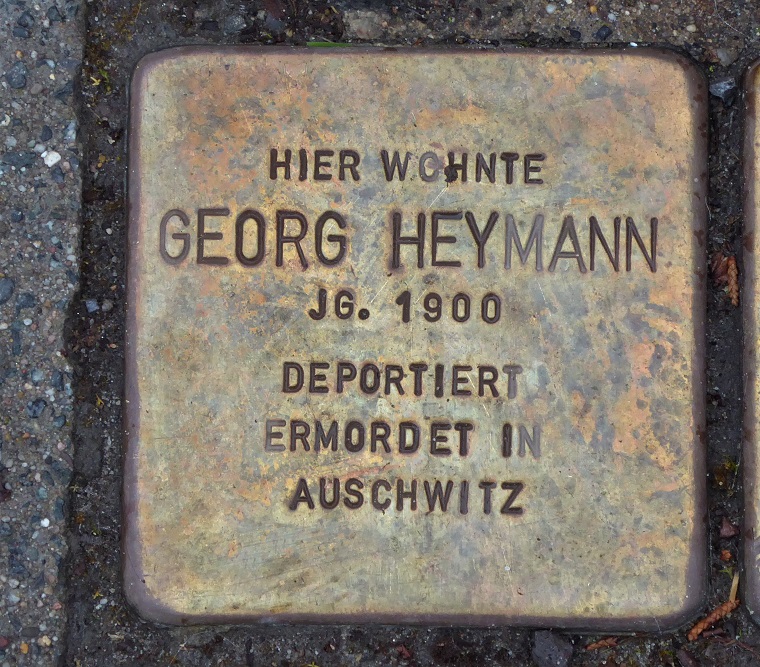 HIER WOHNTE
GEORG HEYMANN
JG. 1900
DEPORTIERT
ERMORDET IN
AUSCHWITZ